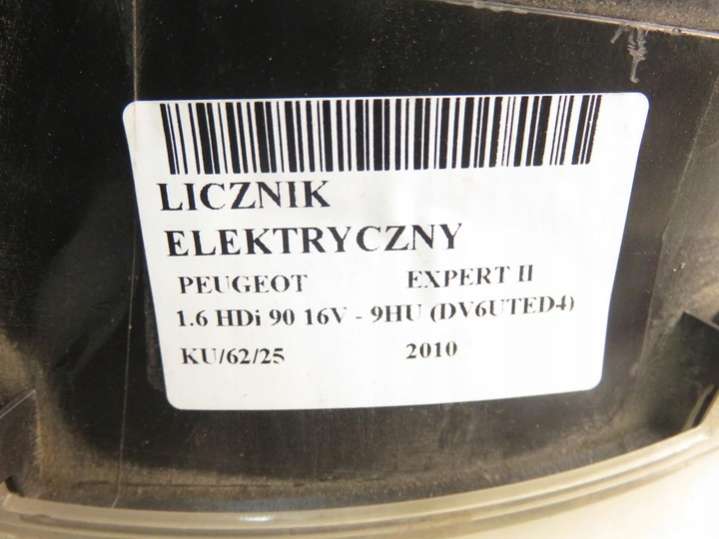 LICZNIK
ELEKTRYCZNY
PEUGEOT EXPERT II
1.6 HDi 90 16V - 9HU (DV6UTED4)
KU/62/25 2010